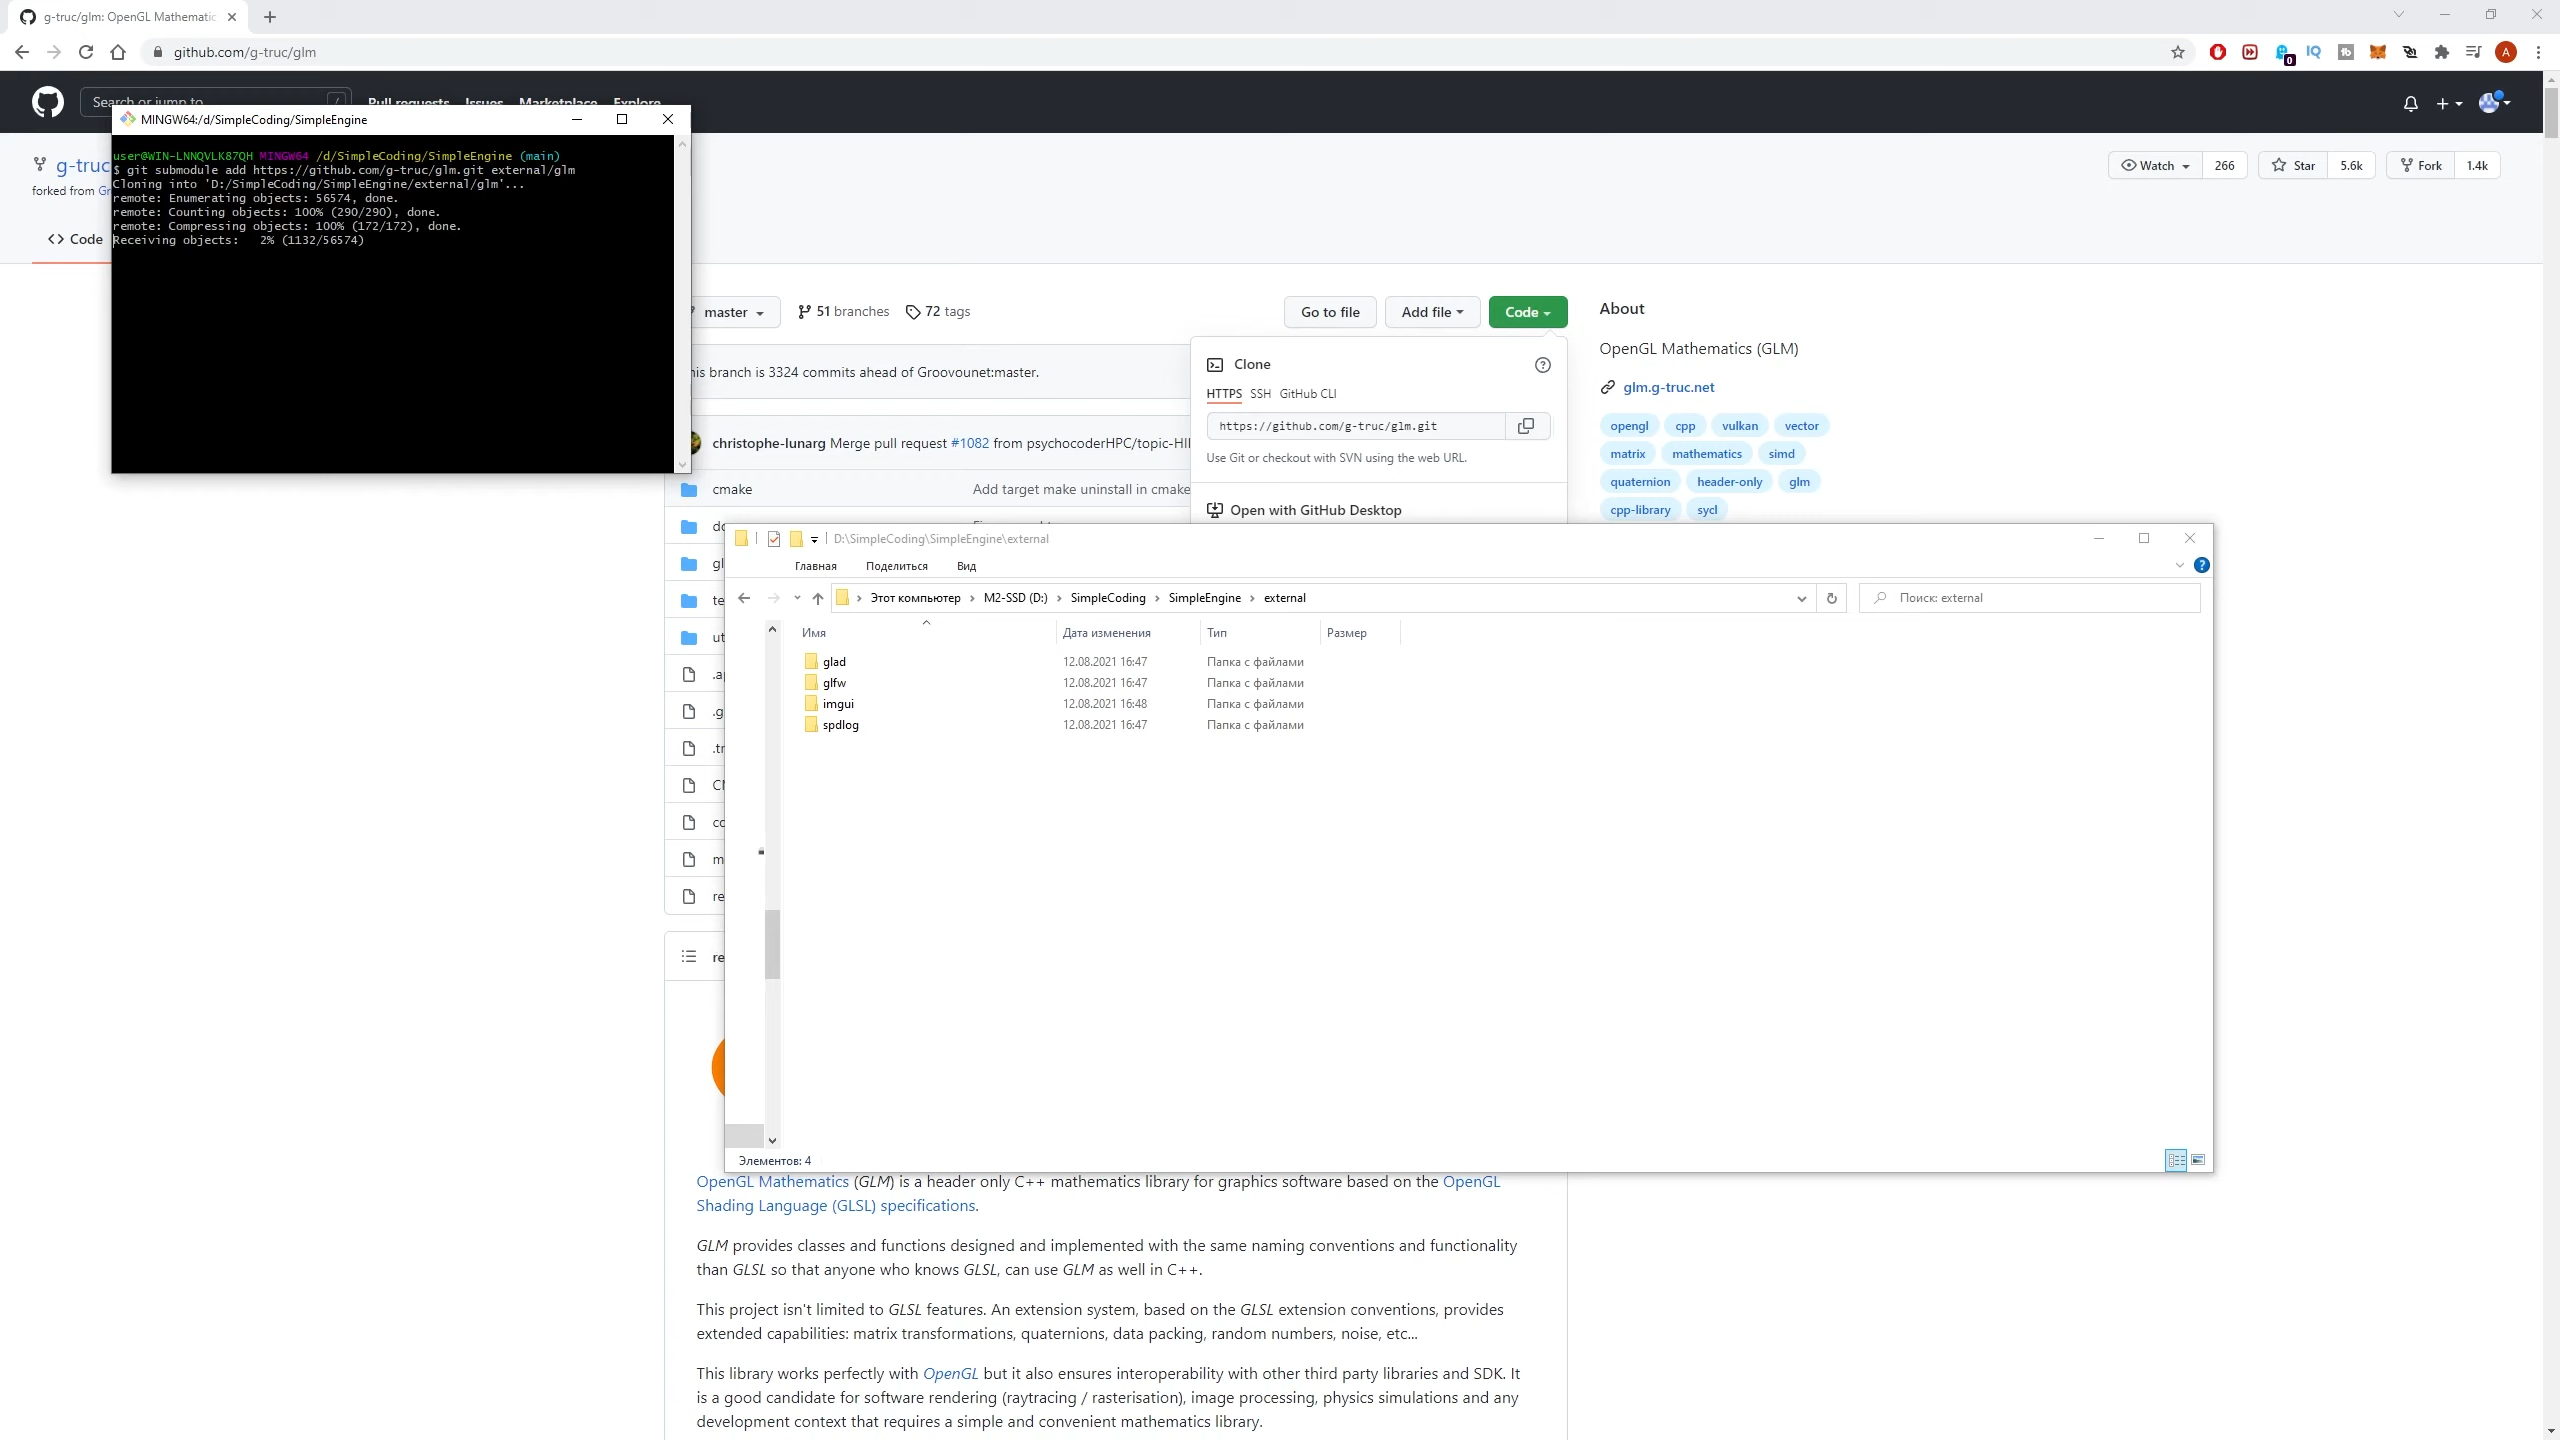 g-truc/glm: OpenGL Mathematic
github.com/g-truc/glm
0
A
Search or jump to
/
Pull requests Issues Marketplace Explore
MINGW64:/d/SimpleCoding/SimpleEngine
user@WIN-LNNQVLK87QH MINGW64 /d/SimpleCoding/SimpleEngine (main)
$ git submodule add https://github.com/g-truc/glm.git external/glm
Cloning into 'D:/SimpleCoding/SimpleEngine/external/glm'...
remote: Enumerating objects: 56574, done.
remote: Counting objects: 100% (290/290), done.
remote: Compressing objects: 100% (172/172), done.
Receiving objects: 2% (1132/56574)
g-truc
forked from Gr
Watch 266 Star 5.6k Fork 1.4k
<> Code
master 51 branches 72 tags
Go to file Add file Code
About
OpenGL Mathematics (GLM)
glm.g-truc.net
opengl cpp vulkan vector
matrix mathematics simd
quaternion header-only glm
cpp-library sycl
is branch is 3324 commits ahead of Groovounet:master.
Clone
HTTPS SSH GitHub CLI
https://github.com/g-truc/glm.git
Use Git or checkout with SVN using the web URL.
Open with GitHub Desktop
christophe-lunarg Merge pull request #1082 from psychocoderHPC/topic-HI
cmake Add target make uninstall in cmake
dc
gl
te
ut
.a
.g
.tr
co
m
re
re
D:\SimpleCoding\SimpleEngine\external
Главная Поделиться Вид
?
Этот компьютер › M2-SSD (D:) › SimpleCoding › SimpleEngine › external
Поиск: external
Имя Дата изменения Тип Размер
glad 12.08.2021 16:47 Папка с файлами
glfw 12.08.2021 16:47 Папка с файлами
imgui 12.08.2021 16:48 Папка с файлами
spdlog 12.08.2021 16:47 Папка с файлами
Элементов: 4
OpenGL Mathematics (GLM) is a header only C++ mathematics library for graphics software based on the OpenGL
Shading Language (GLSL) specifications.
GLM provides classes and functions designed and implemented with the same naming conventions and functionality
than GLSL so that anyone who knows GLSL, can use GLM as well in C++.
This project isn't limited to GLSL features. An extension system, based on the GLSL extension conventions, provides
extended capabilities: matrix transformations, quaternions, data packing, random numbers, noise, etc...
This library works perfectly with OpenGL but it also ensures interoperability with other third party libraries and SDK. It
is a good candidate for software rendering (raytracing / rasterisation), image processing, physics simulations and any
development context that requires a simple and convenient mathematics library.